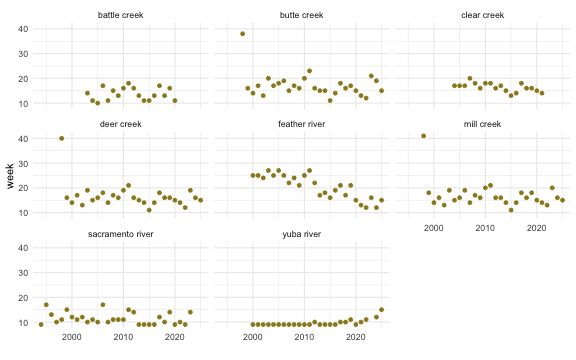 battle creek
butte creek
clear creek
40
30
20
10
deer creek
feather river
mill creek
40
30
20
10
week
2000
2010
2020
sacramento river
yuba river
40
30
20
10
2000
2010
2020
2000
2010
2020